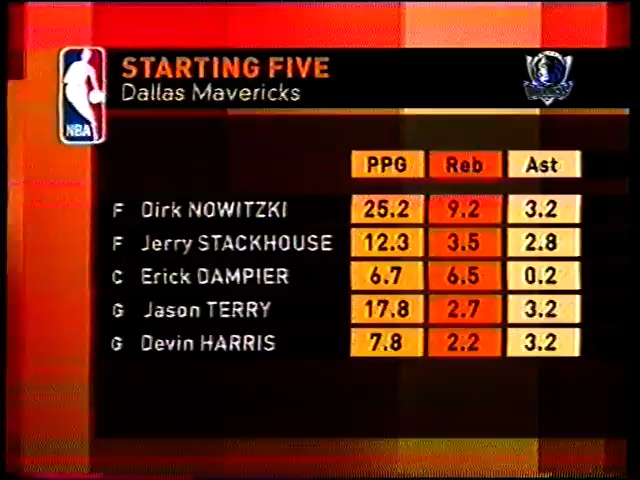 STARTING FIVE
Dallas Mavericks
NBA
PPG Reb Ast
F Dirk NOWITZKI 25.2 9.2 3.2
F Jerry STACKHOUSE 12.3 3.5 2.8
C Erick DAMPIER 6.7 6.5 0.2
G Jason TERRY 17.8 2.7 3.2
G Devin HARRIS 7.8 2.2 3.2